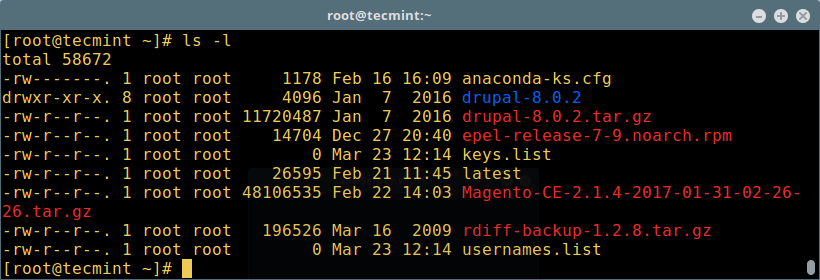 root@tecmint:~
[root@tecmint ~]# ls -l
total 58672
-rw-------. 1 root root     1178 Feb 16 16:09 anaconda-ks.cfg
drwxr-xr-x. 8 root root     4096 Jan  7  2016 drupal-8.0.2
-rw-r--r--. 1 root root 11720487 Jan  7  2016 drupal-8.0.2.tar.gz
-rw-r--r--. 1 root root    14704 Dec 27 20:40 epel-release-7-9.noarch.rpm
-rw-r--r--. 1 root root        0 Mar 23 12:14 keys.list
-rw-r--r--. 1 root root    26595 Feb 21 11:45 latest
-rw-r--r--. 1 root root 48106535 Feb 22 14:03 Magento-CE-2.1.4-2017-01-31-02-26-
26.tar.gz
-rw-r--r--. 1 root root   196526 Mar 16  2009 rdiff-backup-1.2.8.tar.gz
-rw-r--r--. 1 root root        0 Mar 23 12:14 usernames.list
[root@tecmint ~]#